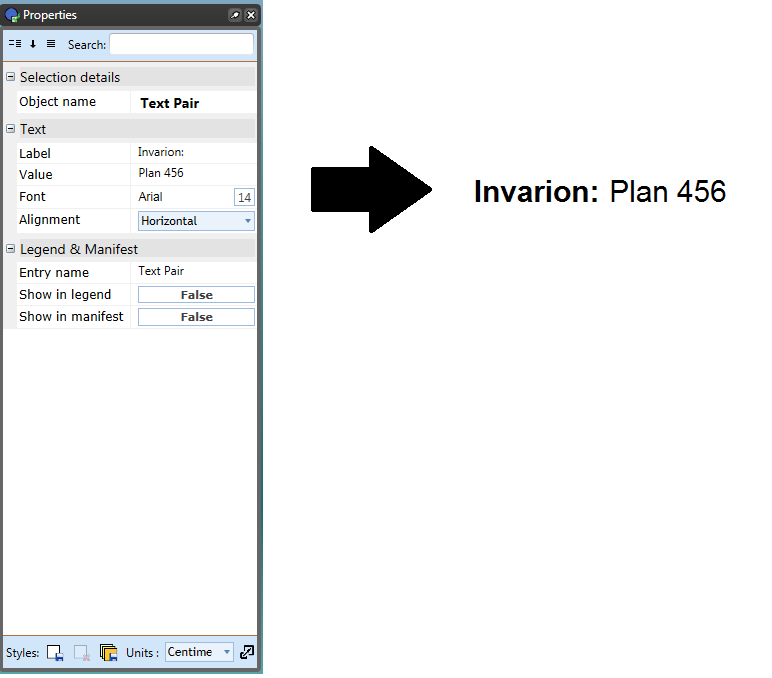 Properties
Search:
Selection details
Object name Text Pair
Text
Label Invarion:
Value Plan 456
Font Arial 14
Alignment Horizontal
Legend & Manifest
Entry name Text Pair
Show in legend False
Show in manifest False
Styles: Units : Centime
Invarion: Plan 456